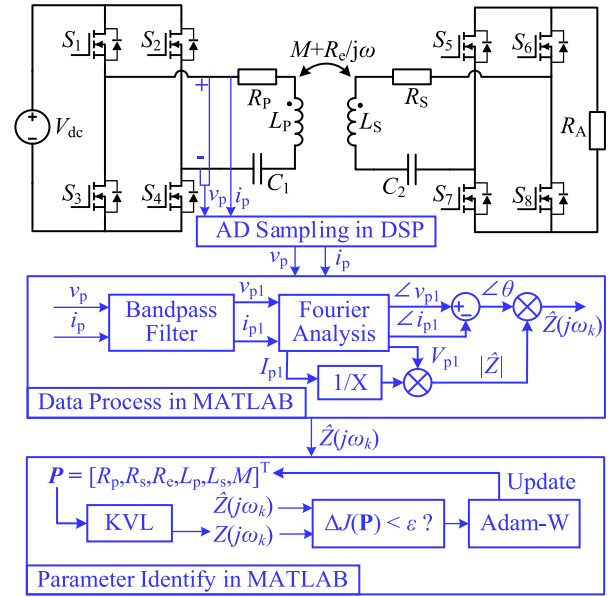 S1 S2 M+Re/jω S5 S6
+ RP RS
Vdc LP LS RA
- C1 C2
S3 S4 vp ip S7 S8
AD Sampling in DSP
vp ip
vp vp1 ∠vp1 ∠θ
Bandpass Filter
Fourier Analysis
ip ip1 ∠ip1 − Ẑ(jωk)
Ip1 Vp1 |Ẑ|
1/X
Data Process in MATLAB
Ẑ(jωk)
P = [Rp,Rs,Re,Lp,Ls,M]T
Update
KVL
Ẑ(jωk)
Z(jωk)
ΔJ(P) < ε ?
Adam-W
Parameter Identify in MATLAB